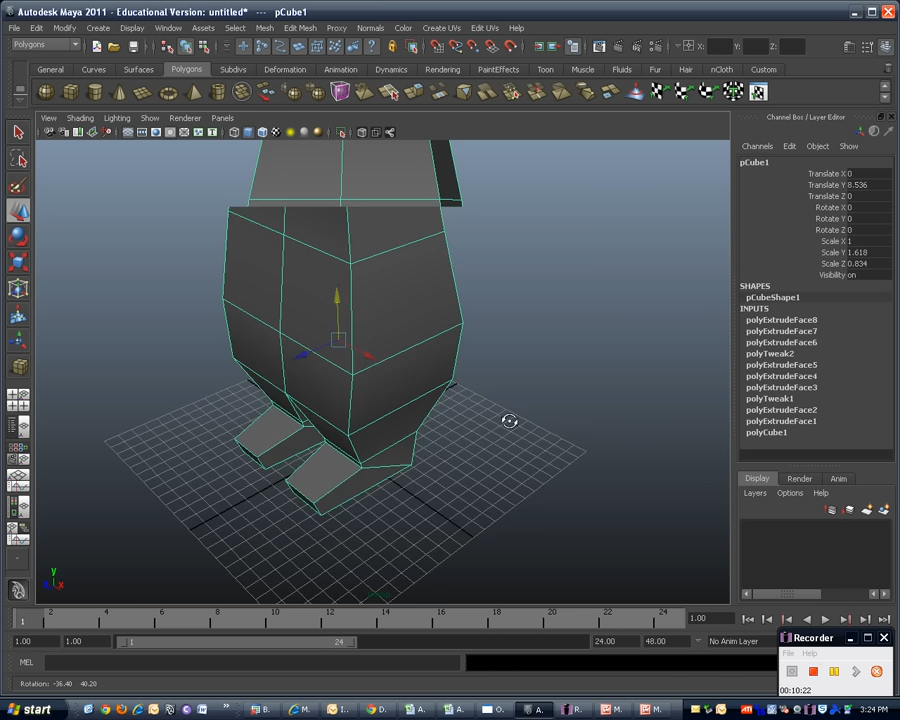 Autodesk Maya 2011 - Educational Version: untitled* --- pCube1
File Edit Modify Create Display Window Assets Select Mesh Edit Mesh Proxy Normals Color Create UVs Edit UVs Help
Polygons X: Y: Z:
General Curves Surfaces Polygons Subdivs Deformation Animation Dynamics Rendering PaintEffects Toon Muscle Fluids Fur Hair nCloth Custom
View Shading Lighting Show Renderer Panels
Channel Box / Layer Editor
Channels Edit Object Show
pCube1
Translate X 0
Translate Y 8.536
Translate Z 0
Rotate X 0
Rotate Y 0
Rotate Z 0
Scale X 1
Scale Y 1.618
Scale Z 0.834
Visibility on
SHAPES
pCubeShape1
INPUTS
polyExtrudeFace8
polyExtrudeFace7
polyExtrudeFace6
polyTweak2
polyExtrudeFace5
polyExtrudeFace4
polyExtrudeFace3
polyTweak1
polyExtrudeFace2
polyExtrudeFace1
polyCube1
Display Render Anim
Layers Options Help
y
x
persp
1 2 4 6 8 10 12 14 16 18 20 22 24 1.00
1.00 1.00 1 24 24.00 48.00 No Anim Layer
MEL
Rotation: -36.40 40.20
Recorder
File Help
00:10:22
start B. M. I. D. A. A. O. A. R. M. M. 3:24 PM